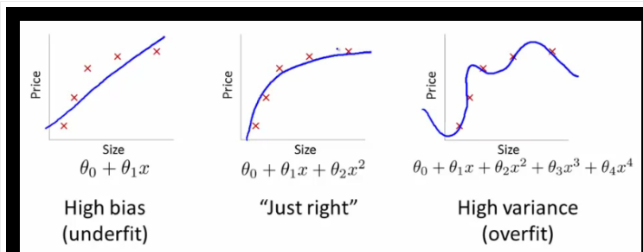 Price
Size
θ₀ + θ₁x
High bias
(underfit)
Price
Size
θ₀ + θ₁x + θ₂x²
“Just right”
Price
Size
θ₀ + θ₁x + θ₂x² + θ₃x³ + θ₄x⁴
High variance
(overfit)